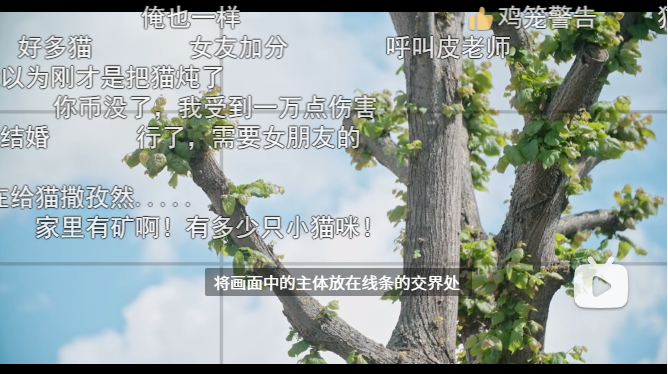 俺也一样
鸡笼警告
好多猫
女友加分
呼叫皮老师
以为刚才是把猫炖了
你币没了，我受到一万点伤害
结婚
行了，需要女朋友的
在给猫撒孜然.....
家里有矿啊！有多少只小猫咪！
将画面中的主体放在线条的交界处